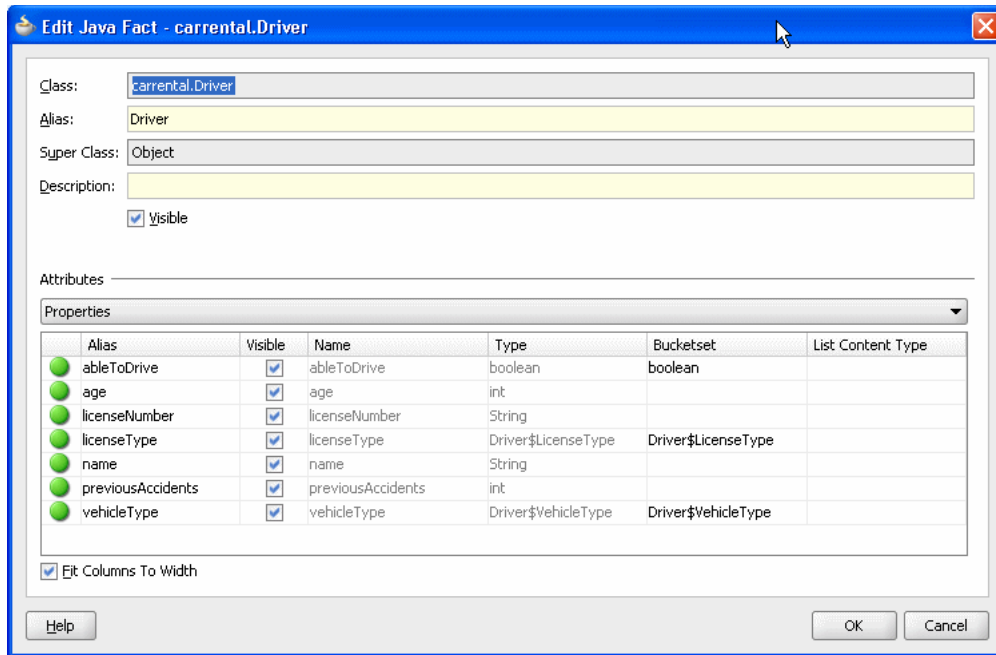 Edit Java Fact - carrental.Driver
Class: carrental.Driver
Alias: Driver
Super Class: Object
Description:
Visible
Attributes
Properties
Alias Visible Name Type Bucketset List Content Type
ableToDrive ableToDrive boolean boolean
age age int
licenseNumber licenseNumber String
licenseType licenseType Driver$LicenseType Driver$LicenseType
name name String
previousAccidents previousAccidents int
vehicleType vehicleType Driver$VehicleType Driver$VehicleType
Fit Columns To Width
Help OK Cancel